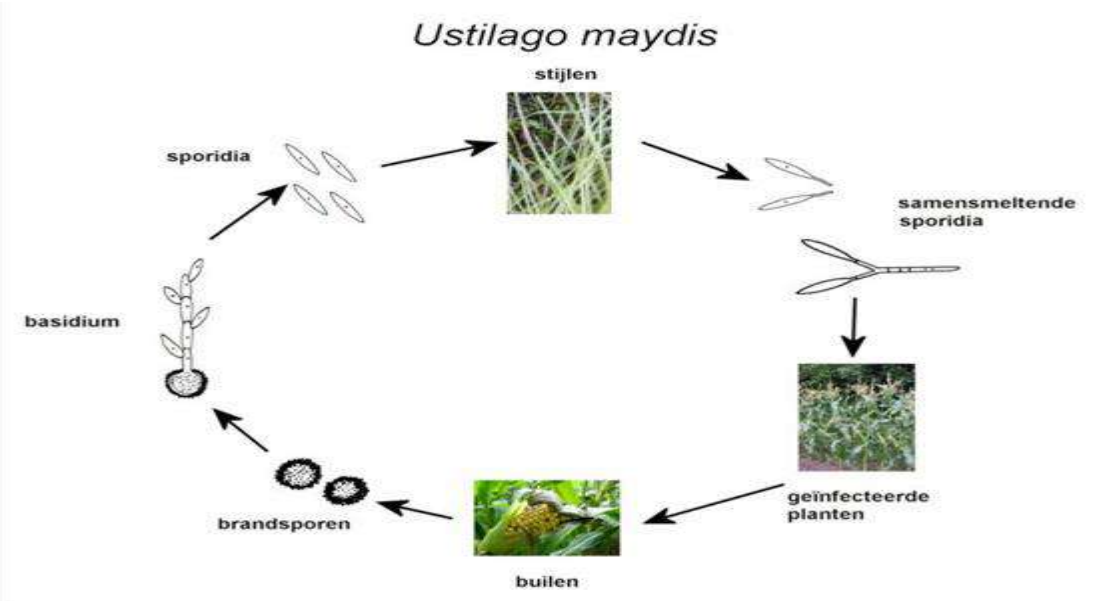 Ustilago maydis
stijlen
sporidia
samensmeltende
sporidia
basidium
geïnfecteerde
planten
brandsporen
builen